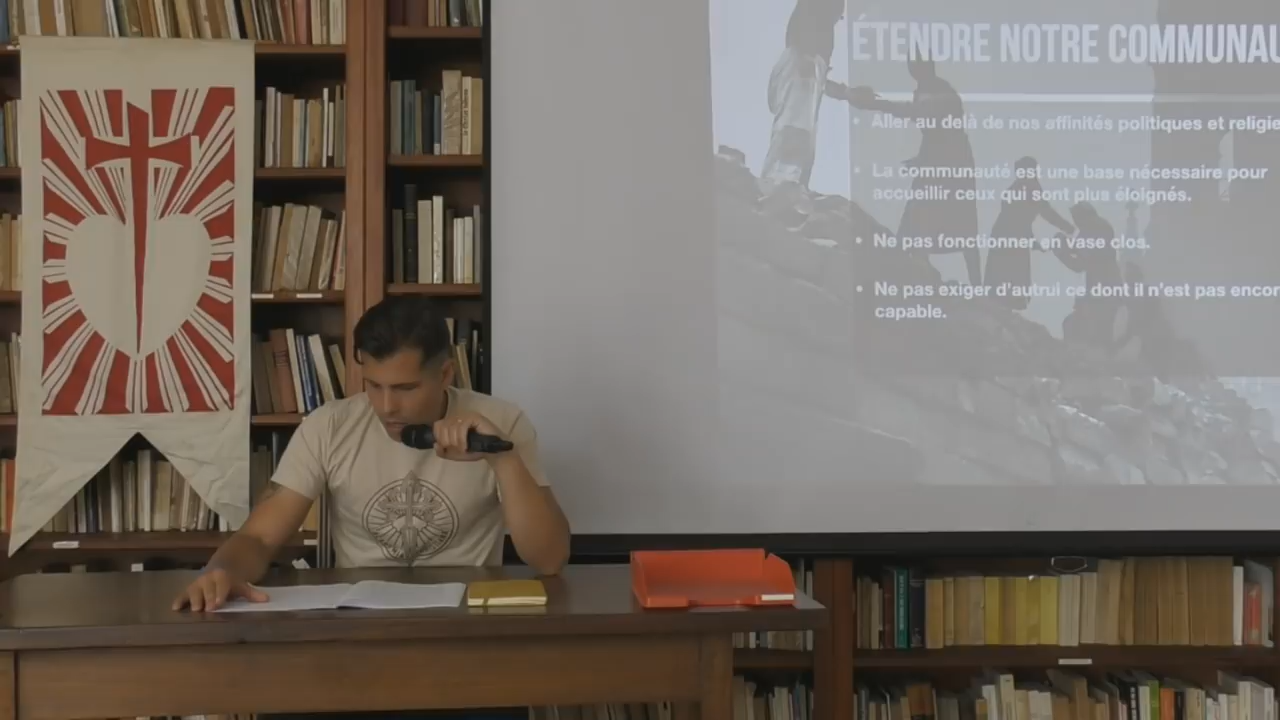 ÉTENDRE NOTRE COMMUNAU
• Aller au delà de nos affinités politiques et religie
• La communauté est une base nécessaire pour
accueillir ceux qui sont plus éloignés.
• Ne pas fonctionner en vase clos.
• Ne pas exiger d'autrui ce dont il n'est pas encor
capable.